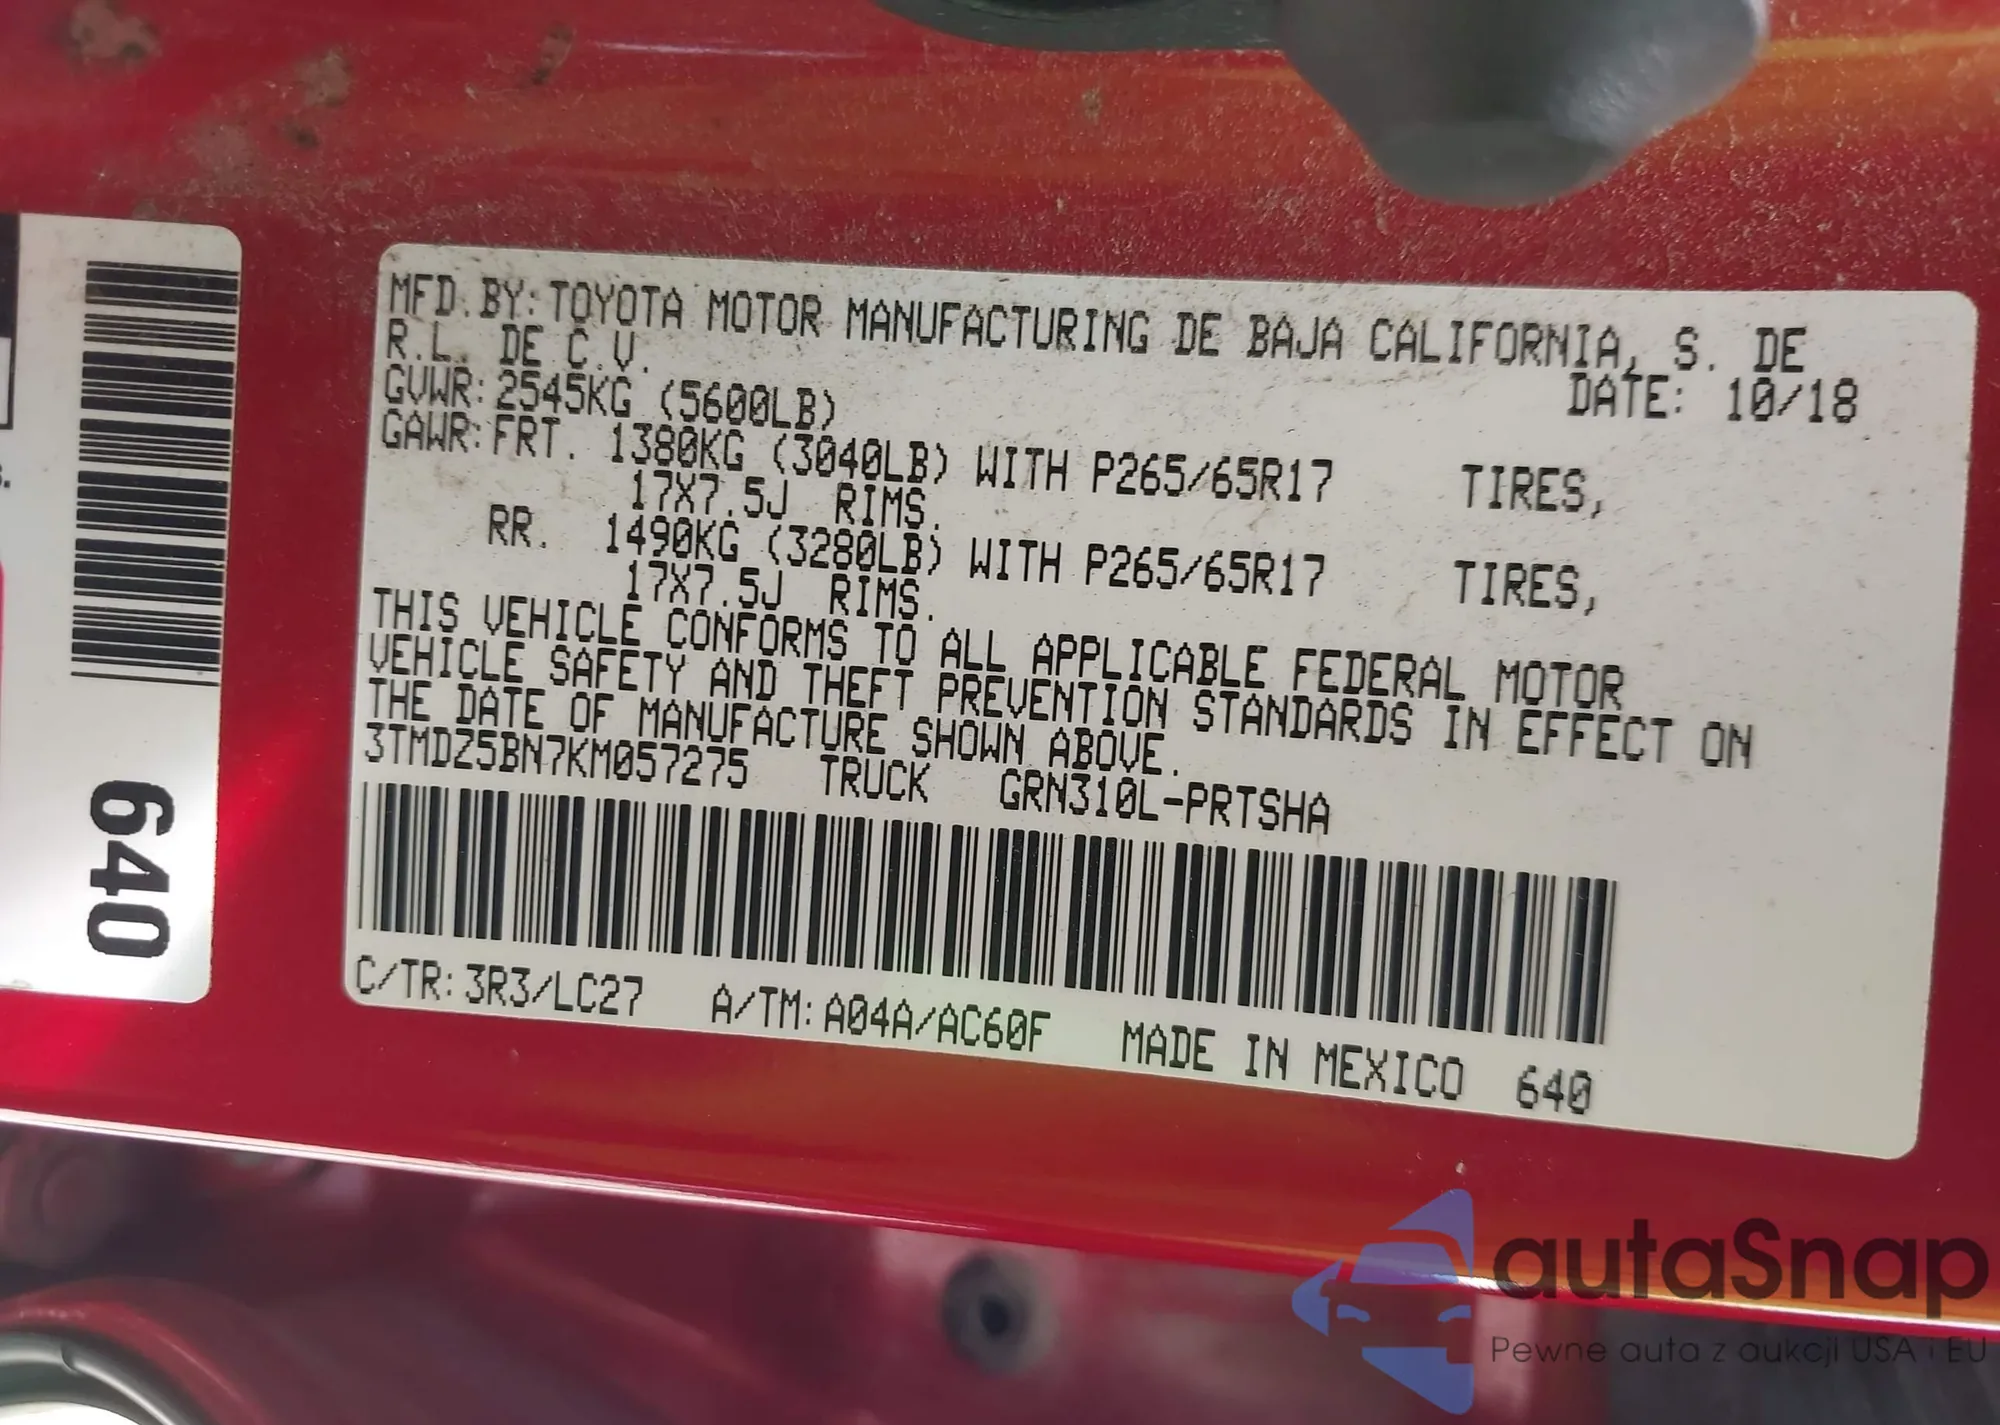 MFD.BY:TOYOTA MOTOR MANUFACTURING DE BAJA CALIFORNIA, S. DE
R.L. DE C.V.
DATE: 10/18
GVWR:2545KG (5600LB)
GAWR:FRT. 1380KG (3040LB) WITH P265/65R17 TIRES,
17X7.5J RIMS.
RR. 1490KG (3280LB) WITH P265/65R17 TIRES,
17X7.5J RIMS.
THIS VEHICLE CONFORMS TO ALL APPLICABLE FEDERAL MOTOR
VEHICLE SAFETY AND THEFT PREVENTION STANDARDS IN EFFECT ON
THE DATE OF MANUFACTURE SHOWN ABOVE.
3TMDZ5BN7KM057275 TRUCK GRN310L-PRTSHA
C/TR:3R3/LC27 A/TM:A04A/AC60F MADE IN MEXICO 640
640
autaSnap
Pewne auta z aukcji USA i EU